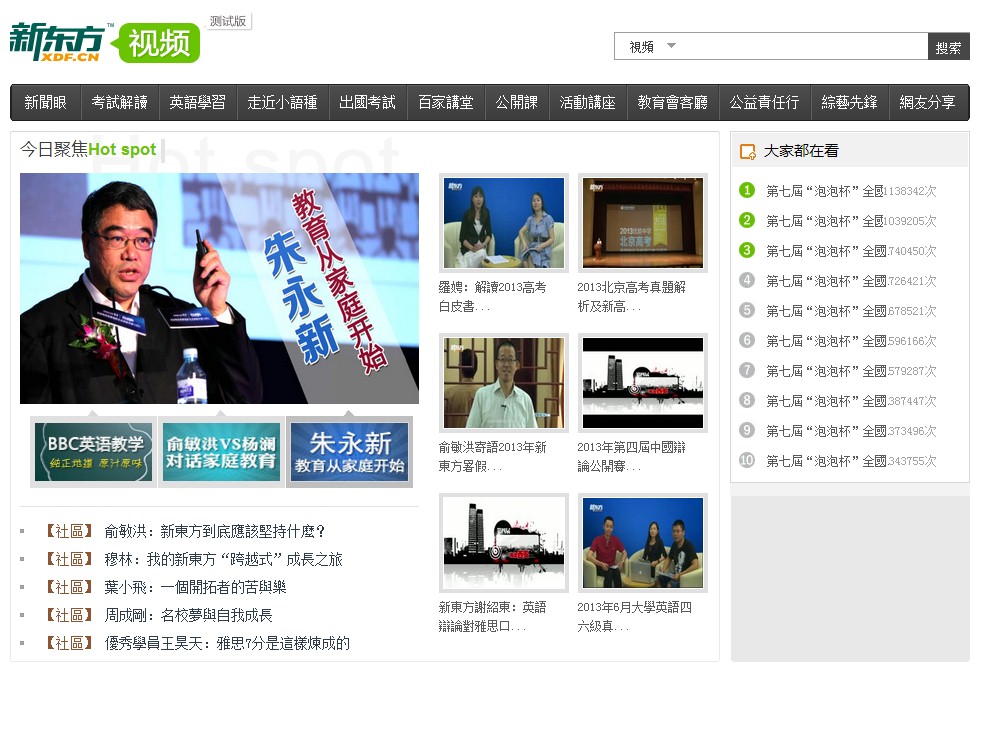 新东方™ 视频 测试版
XDF.CN
視頻 搜索
新聞眼 考試解讀 英語學習 走近小語種 出國考試 百家講堂 公開課 活動講座 教育會客廳 公益責任行 綜藝先鋒 網友分享
今日聚焦Hot spot
Hot spot
教育从家庭开始
朱永新
BBC英语教学
纯正地道 原汁原味
俞敏洪VS杨澜
对话家庭教育
朱永新
教育从家庭开始
【社區】 俞敏洪：新東方到底應該堅持什麼？
【社區】 穆林：我的新東方“跨越式”成長之旅
【社區】 葉小飛：一個開拓者的苦與樂
【社區】 周成剛：名校夢與自我成長
【社區】 優秀學員王昊天：雅思7分是這樣煉成的
羅娉：解讀2013高考
白皮書...
2013北京高考真題解
析及新高...
俞敏洪寄語2013年新
東方暑假...
2013年第四屆中國辯
論公開賽...
新東方謝紹東：英語
辯論對雅思口...
2013年6月大學英語四
六級真...
大家都在看
1 第七屆“泡泡杯”全國1138342次
2 第七屆“泡泡杯”全國1039205次
3 第七屆“泡泡杯”全國740450次
4 第七屆“泡泡杯”全國726421次
5 第七屆“泡泡杯”全國678521次
6 第七屆“泡泡杯”全國596166次
7 第七屆“泡泡杯”全國579287次
8 第七屆“泡泡杯”全國387447次
9 第七屆“泡泡杯”全國373496次
10 第七屆“泡泡杯”全國343755次